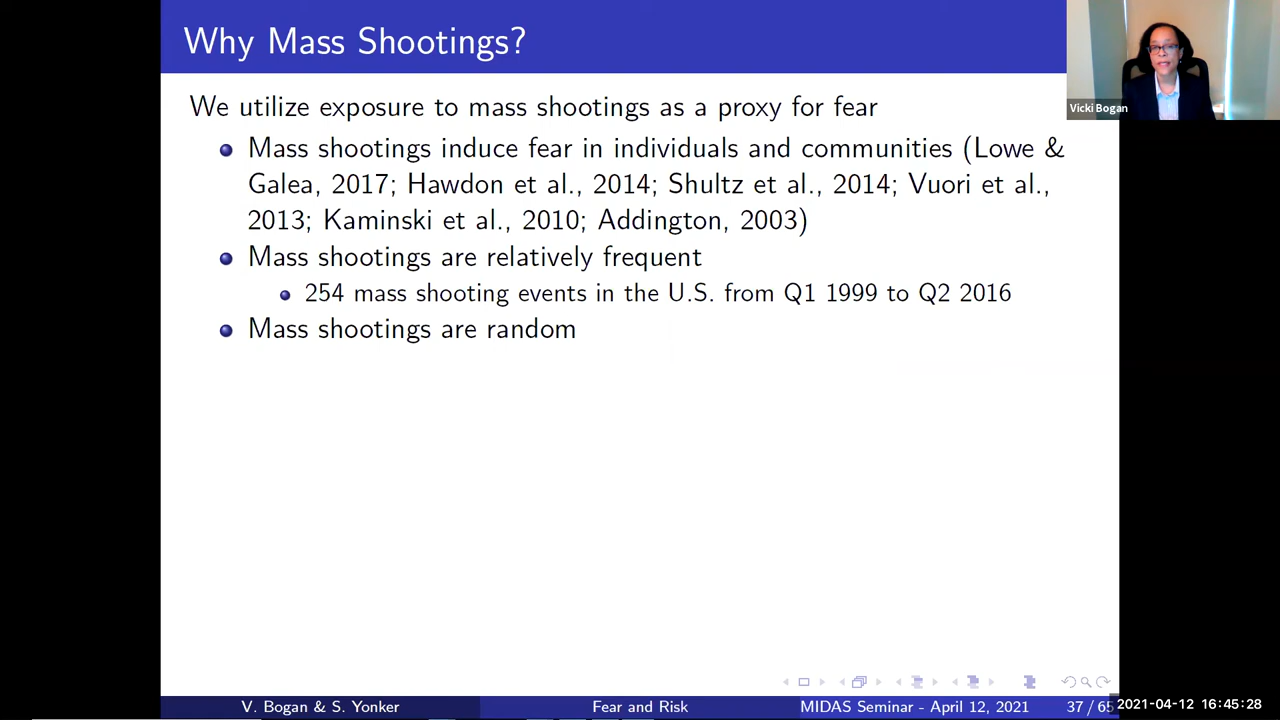 Why Mass Shootings?
Vicki Bogan
We utilize exposure to mass shootings as a proxy for fear
Mass shootings induce fear in individuals and communities (Lowe &
Galea, 2017; Hawdon et al., 2014; Shultz et al., 2014; Vuori et al.,
2013; Kaminski et al., 2010; Addington, 2003)
Mass shootings are relatively frequent
254 mass shooting events in the U.S. from Q1 1999 to Q2 2016
Mass shootings are random
V. Bogan & S. Yonker
Fear and Risk
MIDAS Seminar - April 12, 2021
37 / 65
2021-04-12 16:45:28